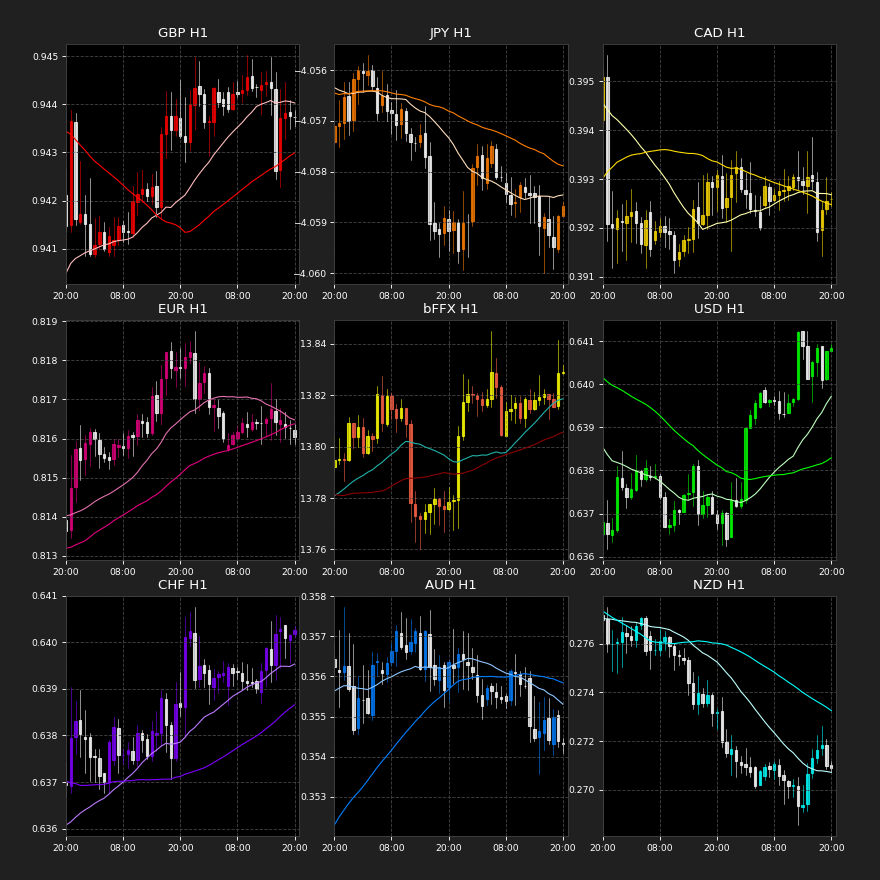 GBP H1
0.945
0.944
0.943
0.942
0.941
20:00 08:00 20:00 08:00 20:00
JPY H1
−4.056
−4.057
−4.058
−4.059
−4.060
20:00 08:00 20:00 08:00 20:00
CAD H1
0.395
0.394
0.393
0.392
0.391
20:00 08:00 20:00 08:00 20:00
EUR H1
0.819
0.818
0.817
0.816
0.815
0.814
0.813
20:00 08:00 20:00 08:00 20:00
bFFX H1
13.84
13.82
13.80
13.78
13.76
20:00 08:00 20:00 08:00 20:00
USD H1
0.641
0.640
0.639
0.638
0.637
0.636
20:00 08:00 20:00 08:00 20:00
CHF H1
0.641
0.640
0.639
0.638
0.637
0.636
20:00 08:00 20:00 08:00 20:00
AUD H1
0.358
0.357
0.356
0.355
0.354
0.353
20:00 08:00 20:00 08:00 20:00
NZD H1
0.276
0.274
0.272
0.270
20:00 08:00 20:00 08:00 20:00